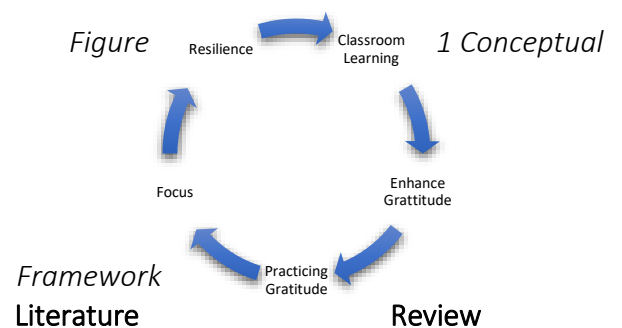 Figure
1 Conceptual
Resilience
Classroom
Learning
Enhance
Grattitude
Practicing
Gratitude
Focus
Framework
Literature Review